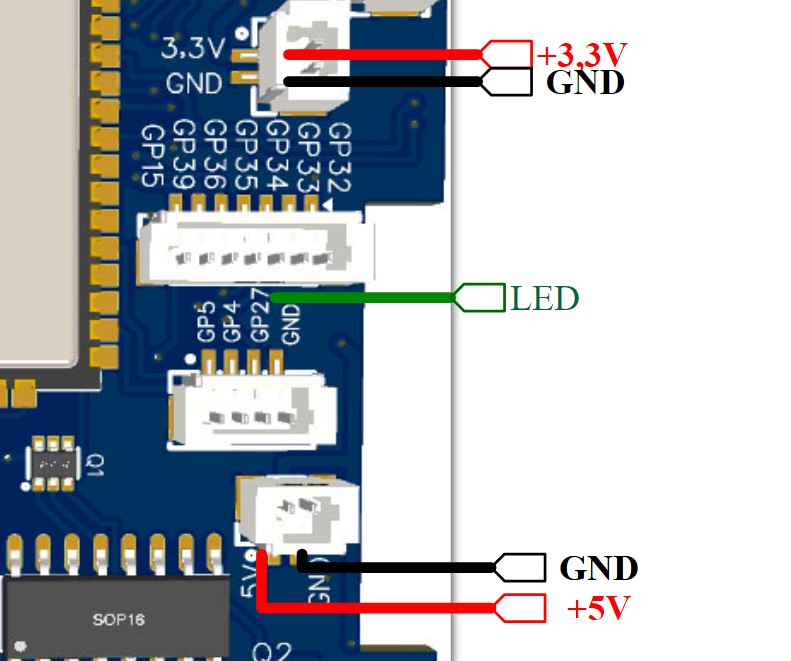 3,3V
+3,3V
GND
GND
GP15
GP39
GP36
GP35
GP34
GP33
GP32
LED
GP5
GP4
GP27
GND
Q1
5V
GND
GND
+5V
SOP16
Q2